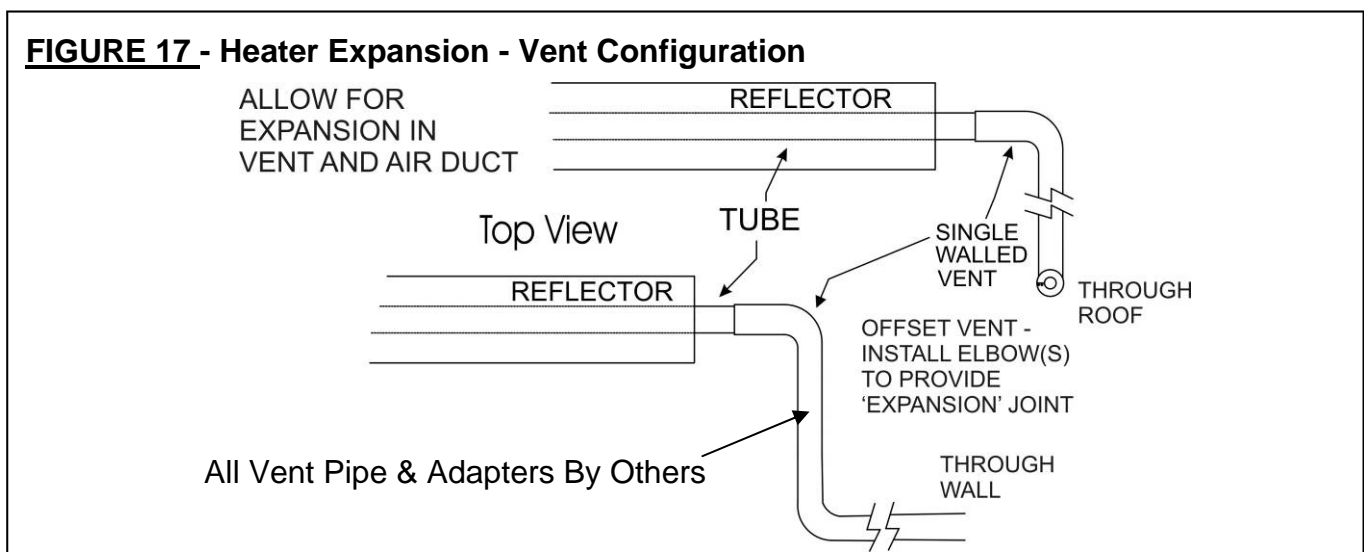 FIGURE 17 - Heater Expansion - Vent Configuration
ALLOW FOR
EXPANSION IN
VENT AND AIR DUCT
REFLECTOR
Top View
TUBE
SINGLE
WALLED
VENT
THROUGH
ROOF
REFLECTOR
OFFSET VENT -
INSTALL ELBOW(S)
TO PROVIDE
‘EXPANSION’ JOINT
All Vent Pipe & Adapters By Others
THROUGH
WALL